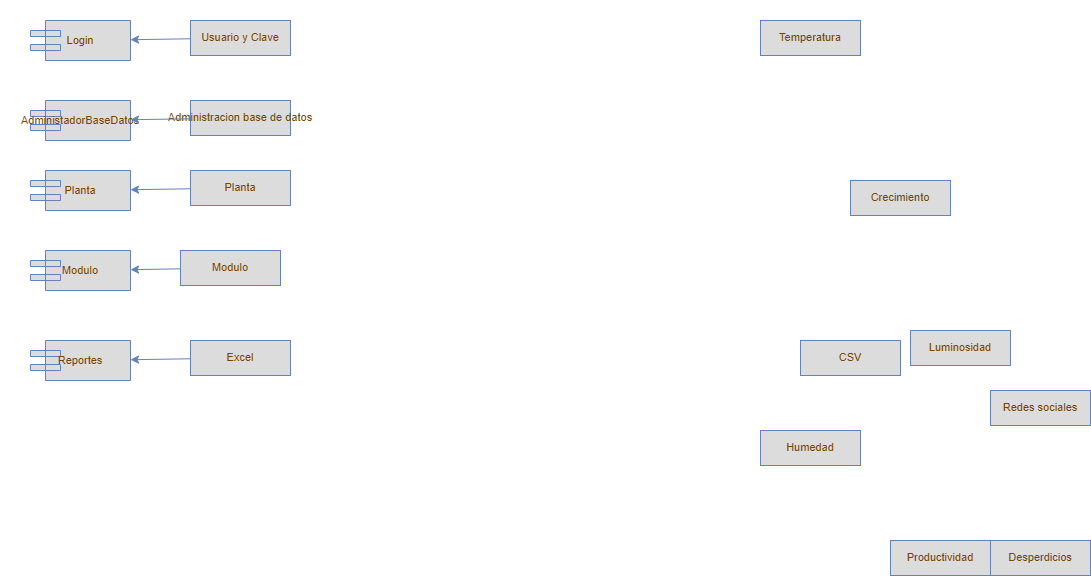 Login
Usuario y Clave
Temperatura
AdministadorBaseDatos
Administracion base de datos
Planta
Planta
Crecimiento
Modulo
Modulo
Reportes
Excel
CSV
Luminosidad
Redes sociales
Humedad
Productividad
Desperdicios